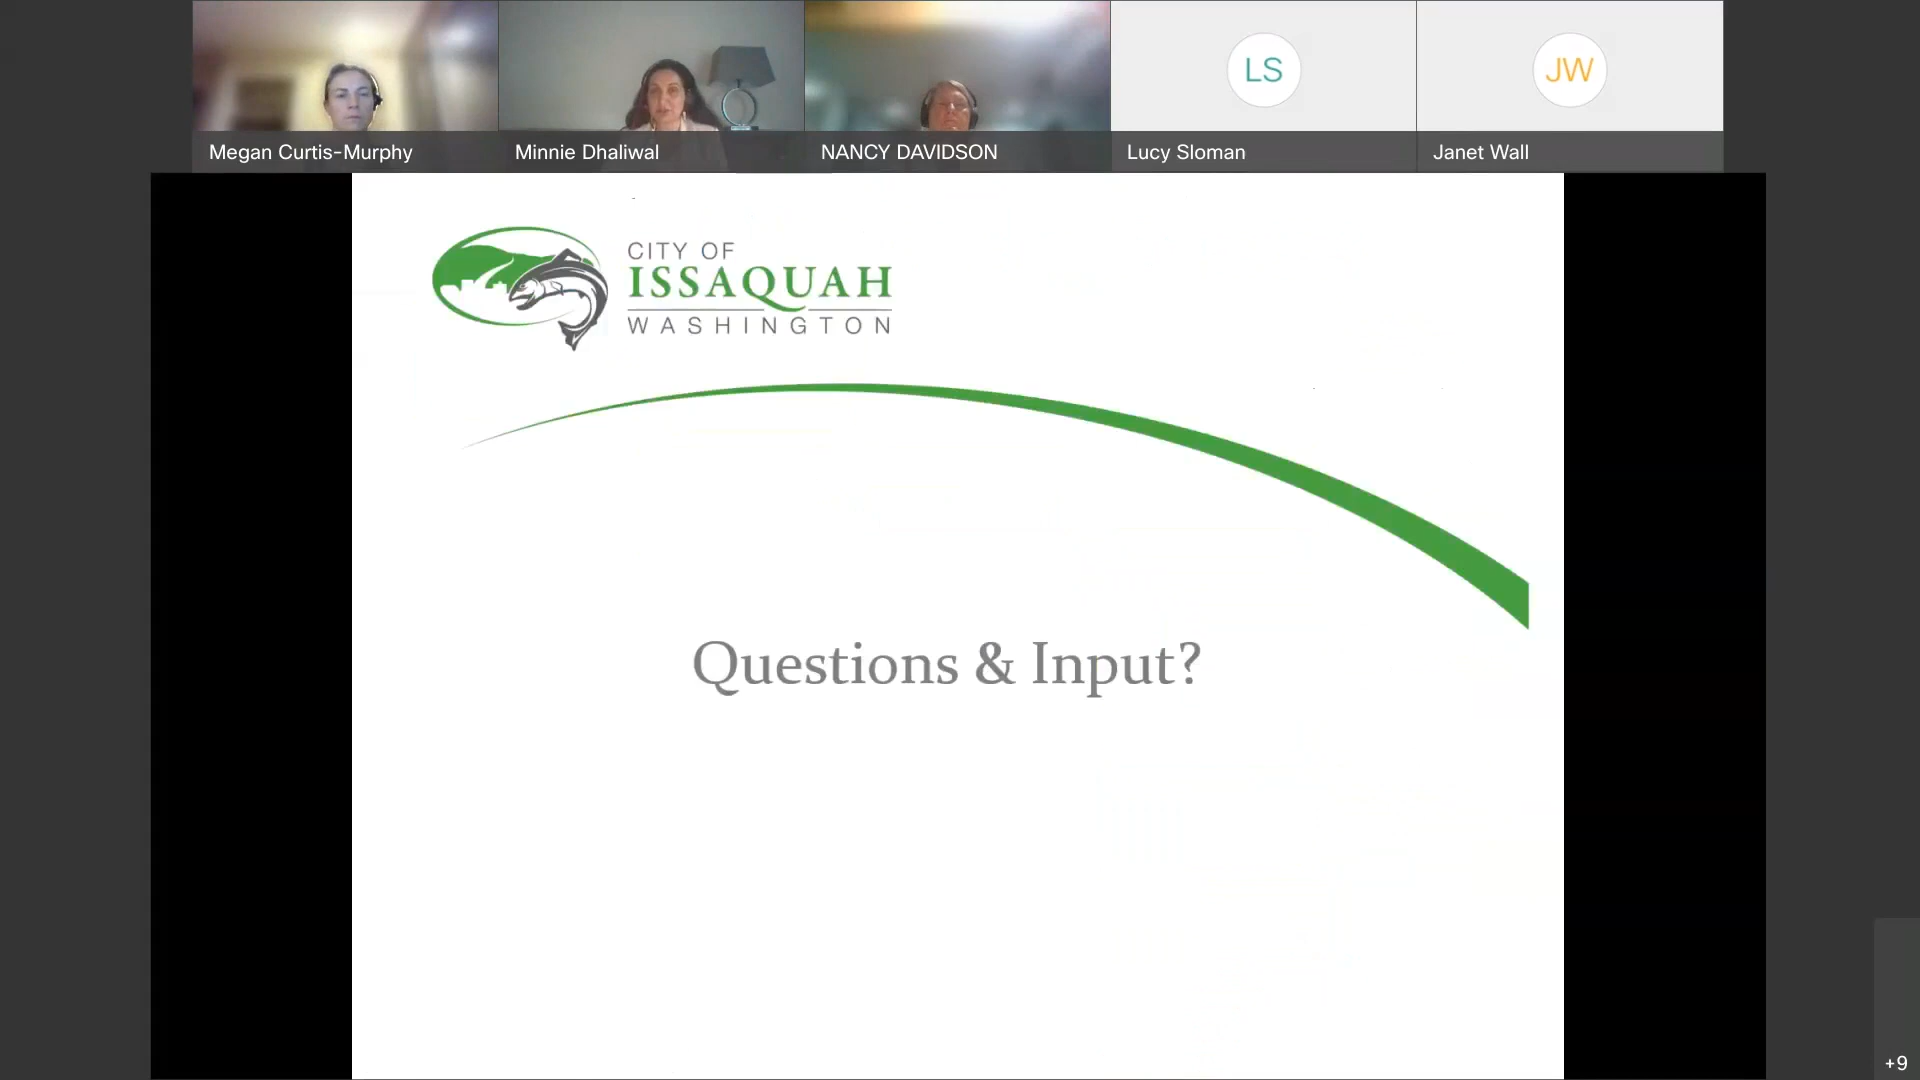 Megan Curtis-Murphy
Minnie Dhaliwal
NANCY DAVIDSON
LS
Lucy Sloman
JW
Janet Wall
CITY OF
ISSAQUAH
WASHINGTON
Questions & Input?
+9